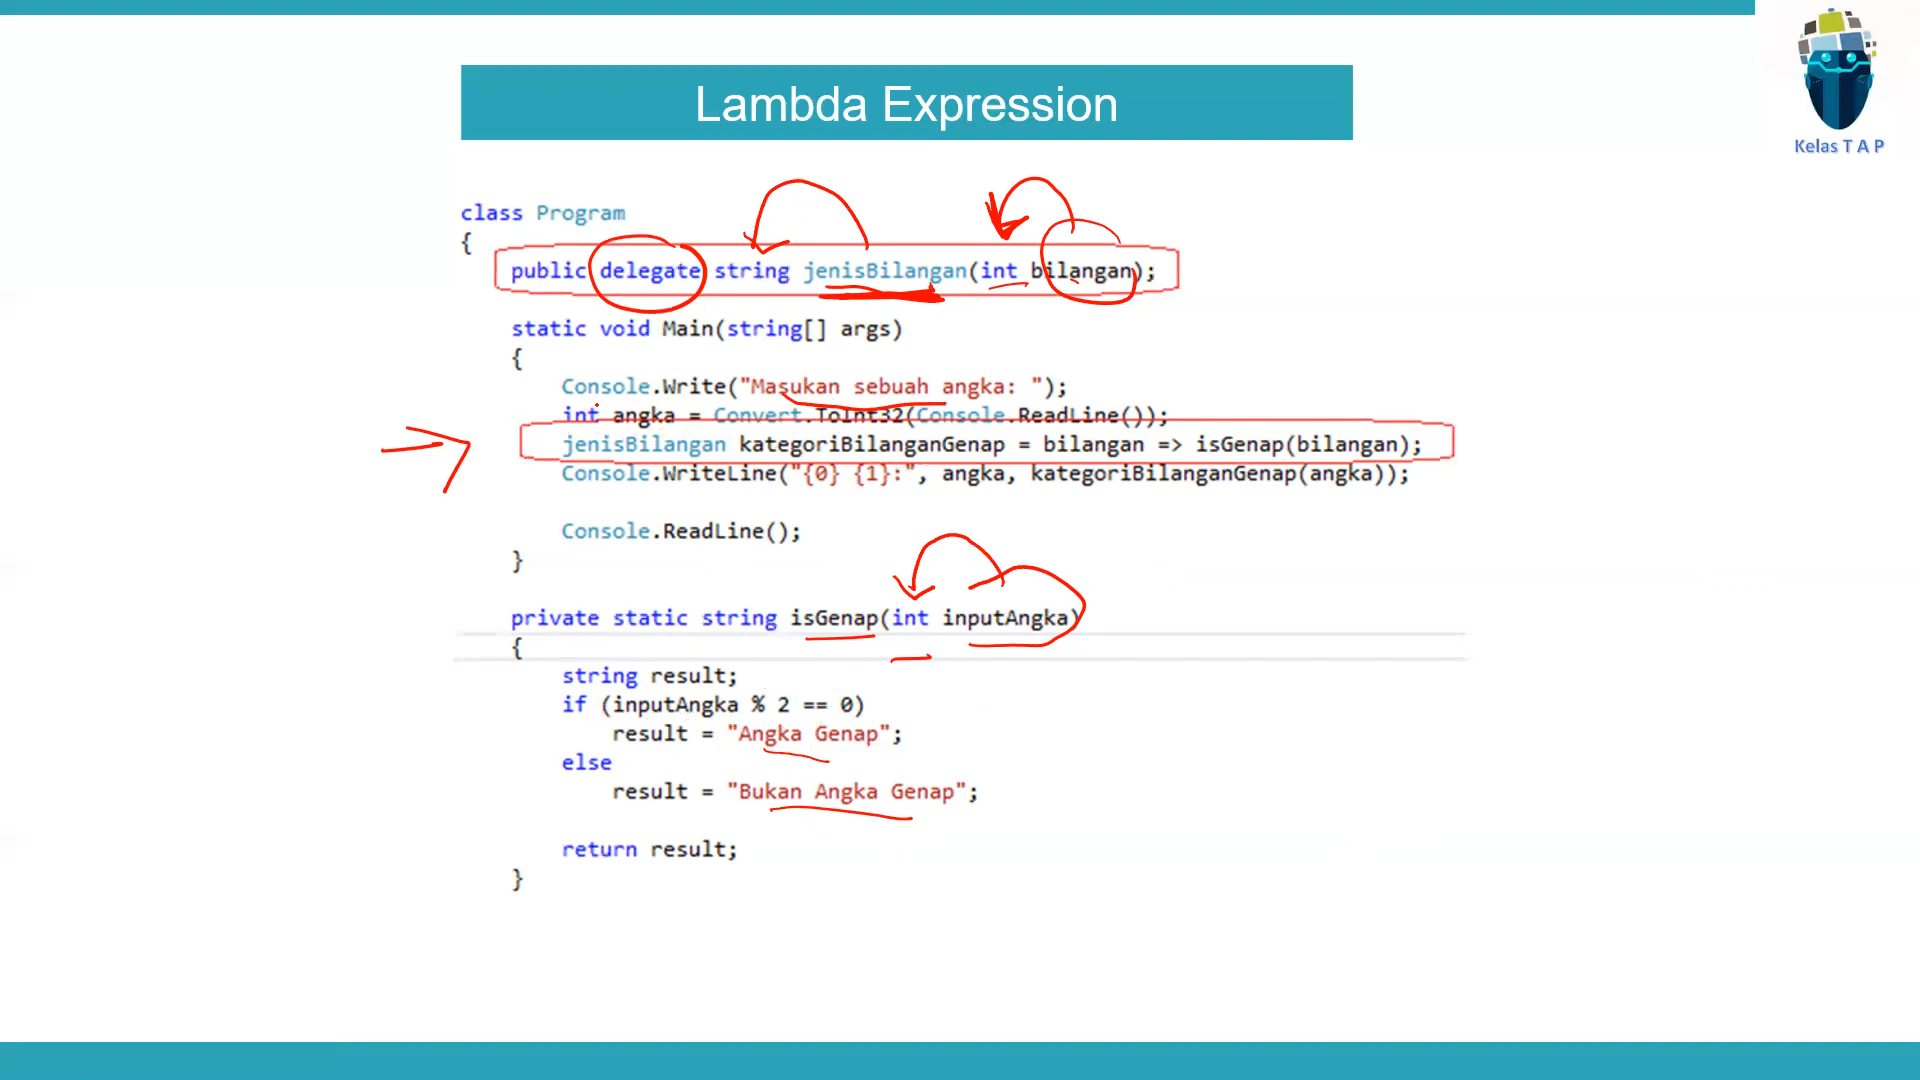 Lambda Expression
Kelas T A P
class Program
{
public delegate string jenisBilangan(int bilangan);
static void Main(string[] args)
{
Console.Write("Masukan sebuah angka: ");
int angka = Convert.ToInt32(Console.ReadLine());
jenisBilangan kategoriBilanganGenap = bilangan => isGenap(bilangan);
Console.WriteLine("{0} {1}:", angka, kategoriBilanganGenap(angka));
Console.ReadLine();
}
private static string isGenap(int inputAngka)
{
string result;
if (inputAngka % 2 == 0)
result = "Angka Genap";
else
result = "Bukan Angka Genap";
return result;
}